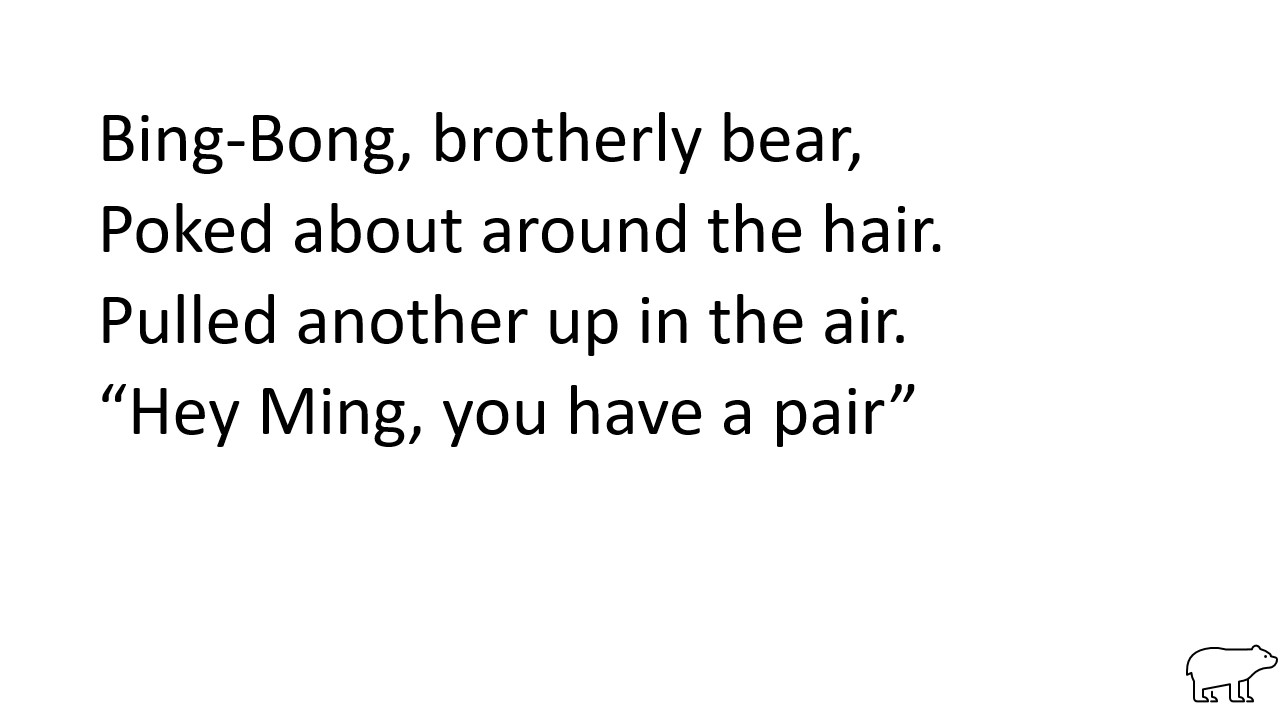 Bing-Bong, brotherly bear,
Poked about around the hair.
Pulled another up in the air.
“Hey Ming, you have a pair”